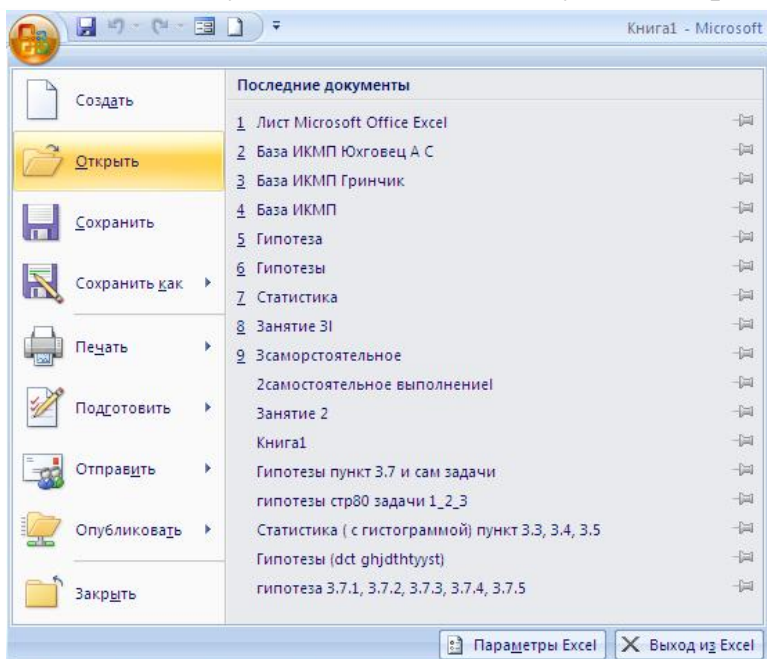 Книга1 - Microsoft
Создать
Открыть
Сохранить
Сохранить как
Печать
Подготовить
Отправить
Опубликовать
Закрыть
Последние документы
1 Лист Microsoft Office Excel
2 База ИКМП Юхговец А С
3 База ИКМП Гринчик
4 База ИКМП
5 Гипотеза
6 Гипотезы
7 Статистика
8 Занятие 3I
9 3саморстоятельное
2самостоятельное выполнениеl
Занятие 2
Книга1
Гипотезы пункт 3.7 и сам задачи
гипотезы стр80 задачи 1_2_3
Статистика ( с гистограммой) пункт 3.3, 3.4, 3.5
Гипотезы (dct ghjdthtyyst)
гипотеза 3.7.1, 3.7.2, 3.7.3, 3.7.4, 3.7.5
Параметры Excel
Выход из Excel